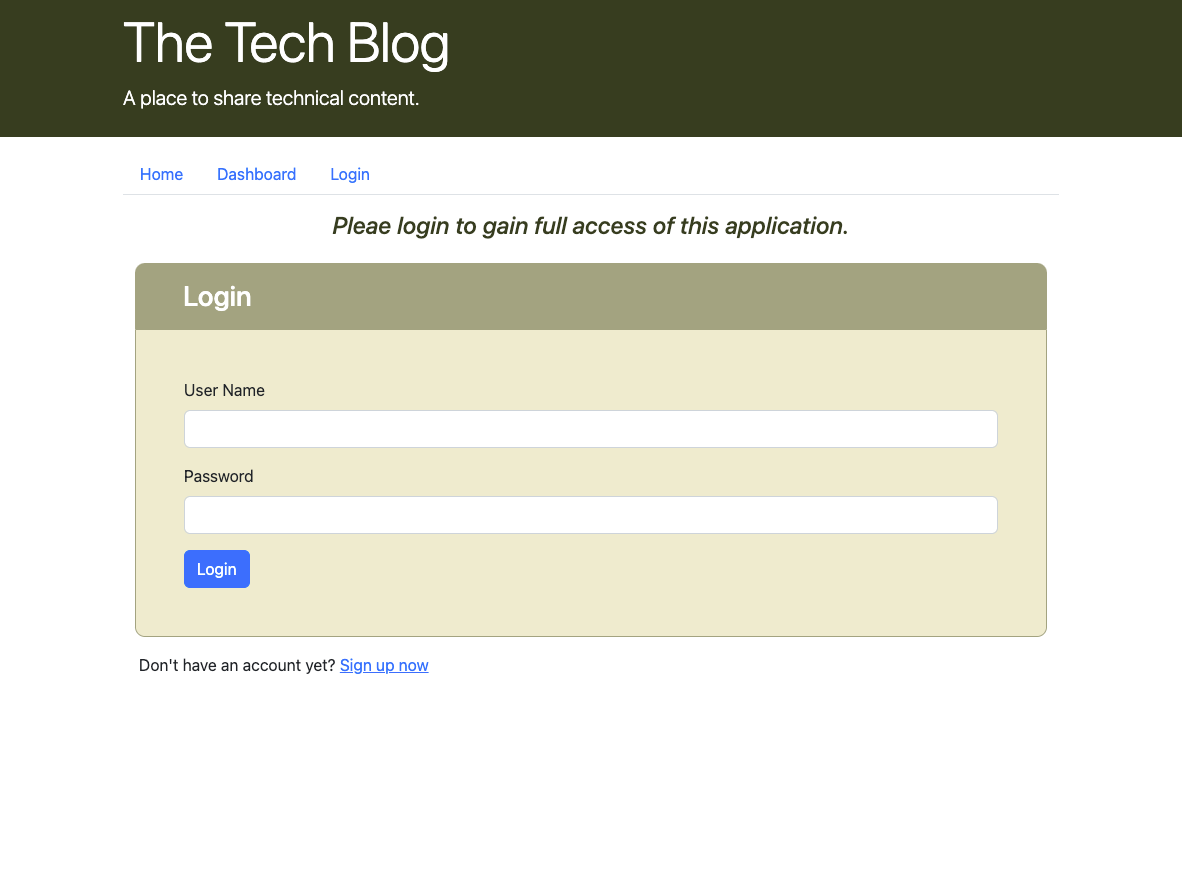 The Tech Blog
A place to share technical content.
Home Dashboard Login
Pleae login to gain full access of this application.
Login
User Name
Password
Login
Don't have an account yet? Sign up now